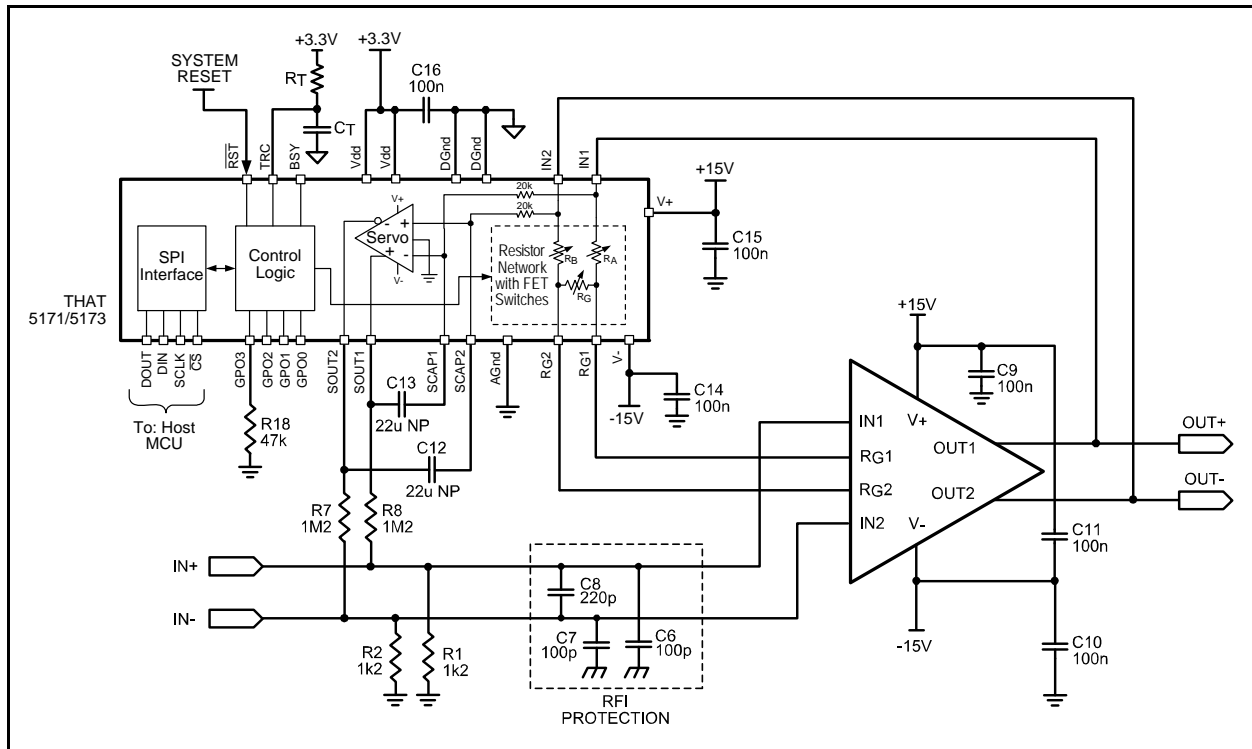 +3.3V
+3.3V
SYSTEM
RESET
RT
CT
C16
100n
RST
TRC
BSY
Vdd
Vdd
DGnd
DGnd
IN2
IN1
20k
20k
V+
+15V
C15
100n
SPI
Interface
Control
Logic
V+
-
+
Servo
+
-
V-
Resistor
Network
with FET
Switches
RB
RA
RG
THAT
5171/5173
DOUT
DIN
SCLK
CS
GPO3
GPO2
GPO1
GPO0
SOUT2
SOUT1
SCAP1
SCAP2
AGnd
RG2
RG1
V-
To: Host
MCU
R18
47k
C13
22u NP
C12
22u NP
C14
100n
-15V
R7
1M2
R8
1M2
+15V
C9
100n
IN1
RG1
RG2
IN2
V+
OUT1
OUT2
V-
OUT+
OUT-
C11
100n
-15V
C10
100n
IN+
IN-
R2
1k2
R1
1k2
C8
220p
C7
100p
C6
100p
RFI
PROTECTION